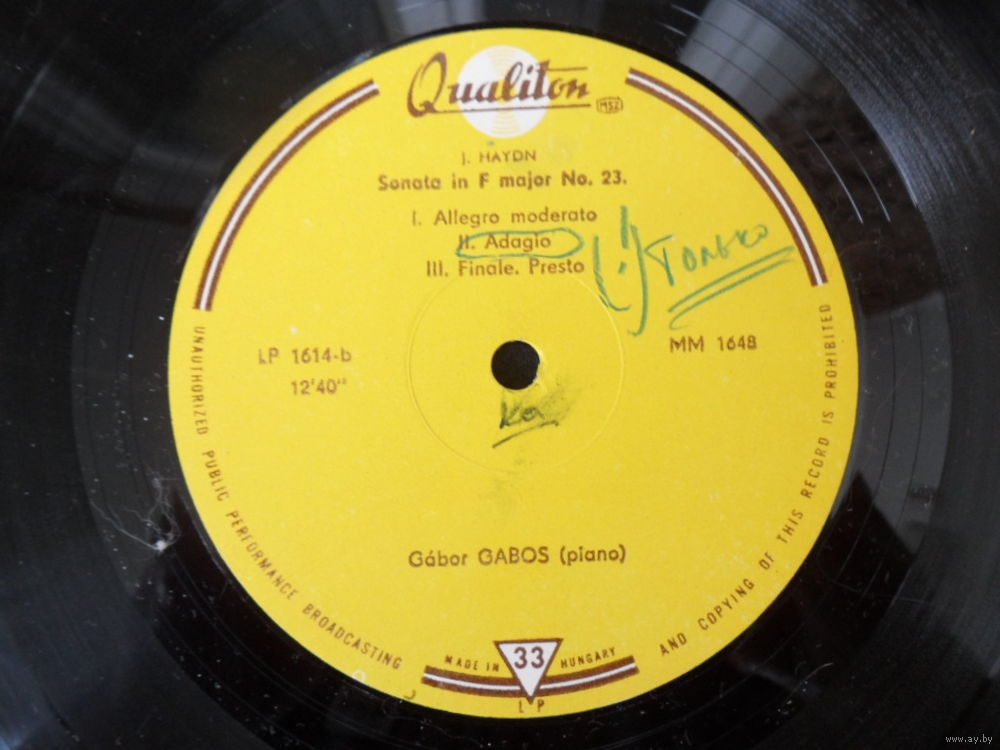 Qualiton
MSZ
J. HAYDN
Sonata in F major No. 23.
I. Allegro moderato
II. Adagio
III. Finale. Presto
(!) только
LP 1614-b
12'40"
MM 1648
Gábor GABOS (piano)
UNAUTHORIZED PUBLIC PERFORMANCE BROADCASTING
AND COPYING OF THIS RECORD IS PROHIBITED
MADE IN 33 HUNGARY
LP
www.ay.by